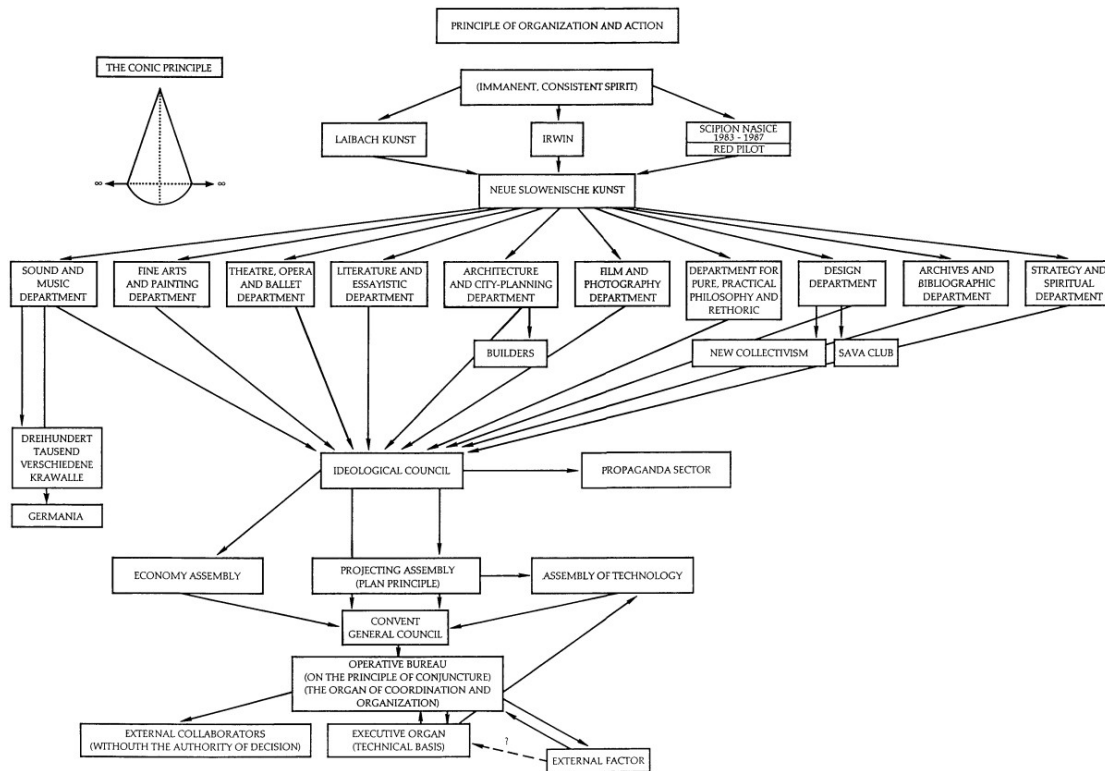 PRINCIPLE OF ORGANIZATION AND ACTION
THE CONIC PRINCIPLE
∞
∞
(IMMANENT, CONSISTENT SPIRIT)
LAIBACH KUNST
IRWIN
SCIPION NASICE
1983 - 1987
RED PILOT
NEUE SLOWENISCHE KUNST
SOUND AND
MUSIC
DEPARTMENT
FINE ARTS
AND PAINTING
DEPARTMENT
THEATRE, OPERA
AND BALLET
DEPARTMENT
LITERATURE AND
ESSAYISTIC
DEPARTMENT
ARCHITECTURE
AND CITY-PLANNING
DEPARTMENT
FILM AND
PHOTOGRAPHY
DEPARTMENT
DEPARTMENT FOR
PURE, PRACTICAL
PHILOSOPHY AND
RETHORIC
DESIGN
DEPARTMENT
ARCHIVES AND
BIBLIOGRAPHIC
DEPARTMENT
STRATEGY AND
SPIRITUAL
DEPARTMENT
BUILDERS
NEW COLLECTIVISM
SAVA CLUB
DREIHUNDERT
TAUSEND
VERSCHIEDENE
KRAWALLE
GERMANIA
IDEOLOGICAL COUNCIL
PROPAGANDA SECTOR
ECONOMY ASSEMBLY
PROJECTING ASSEMBLY
(PLAN PRINCIPLE)
ASSEMBLY OF TECHNOLOGY
CONVENT
GENERAL COUNCIL
OPERATIVE BUREAU
(ON THE PRINCIPLE OF CONJUNCTURE)
(THE ORGAN OF COORDINATION AND
ORGANIZATION)
EXTERNAL COLLABORATORS
(WITHOUTH THE AUTHORITY OF DECISION)
EXECUTIVE ORGAN
(TECHNICAL BASIS)
?
EXTERNAL FACTOR